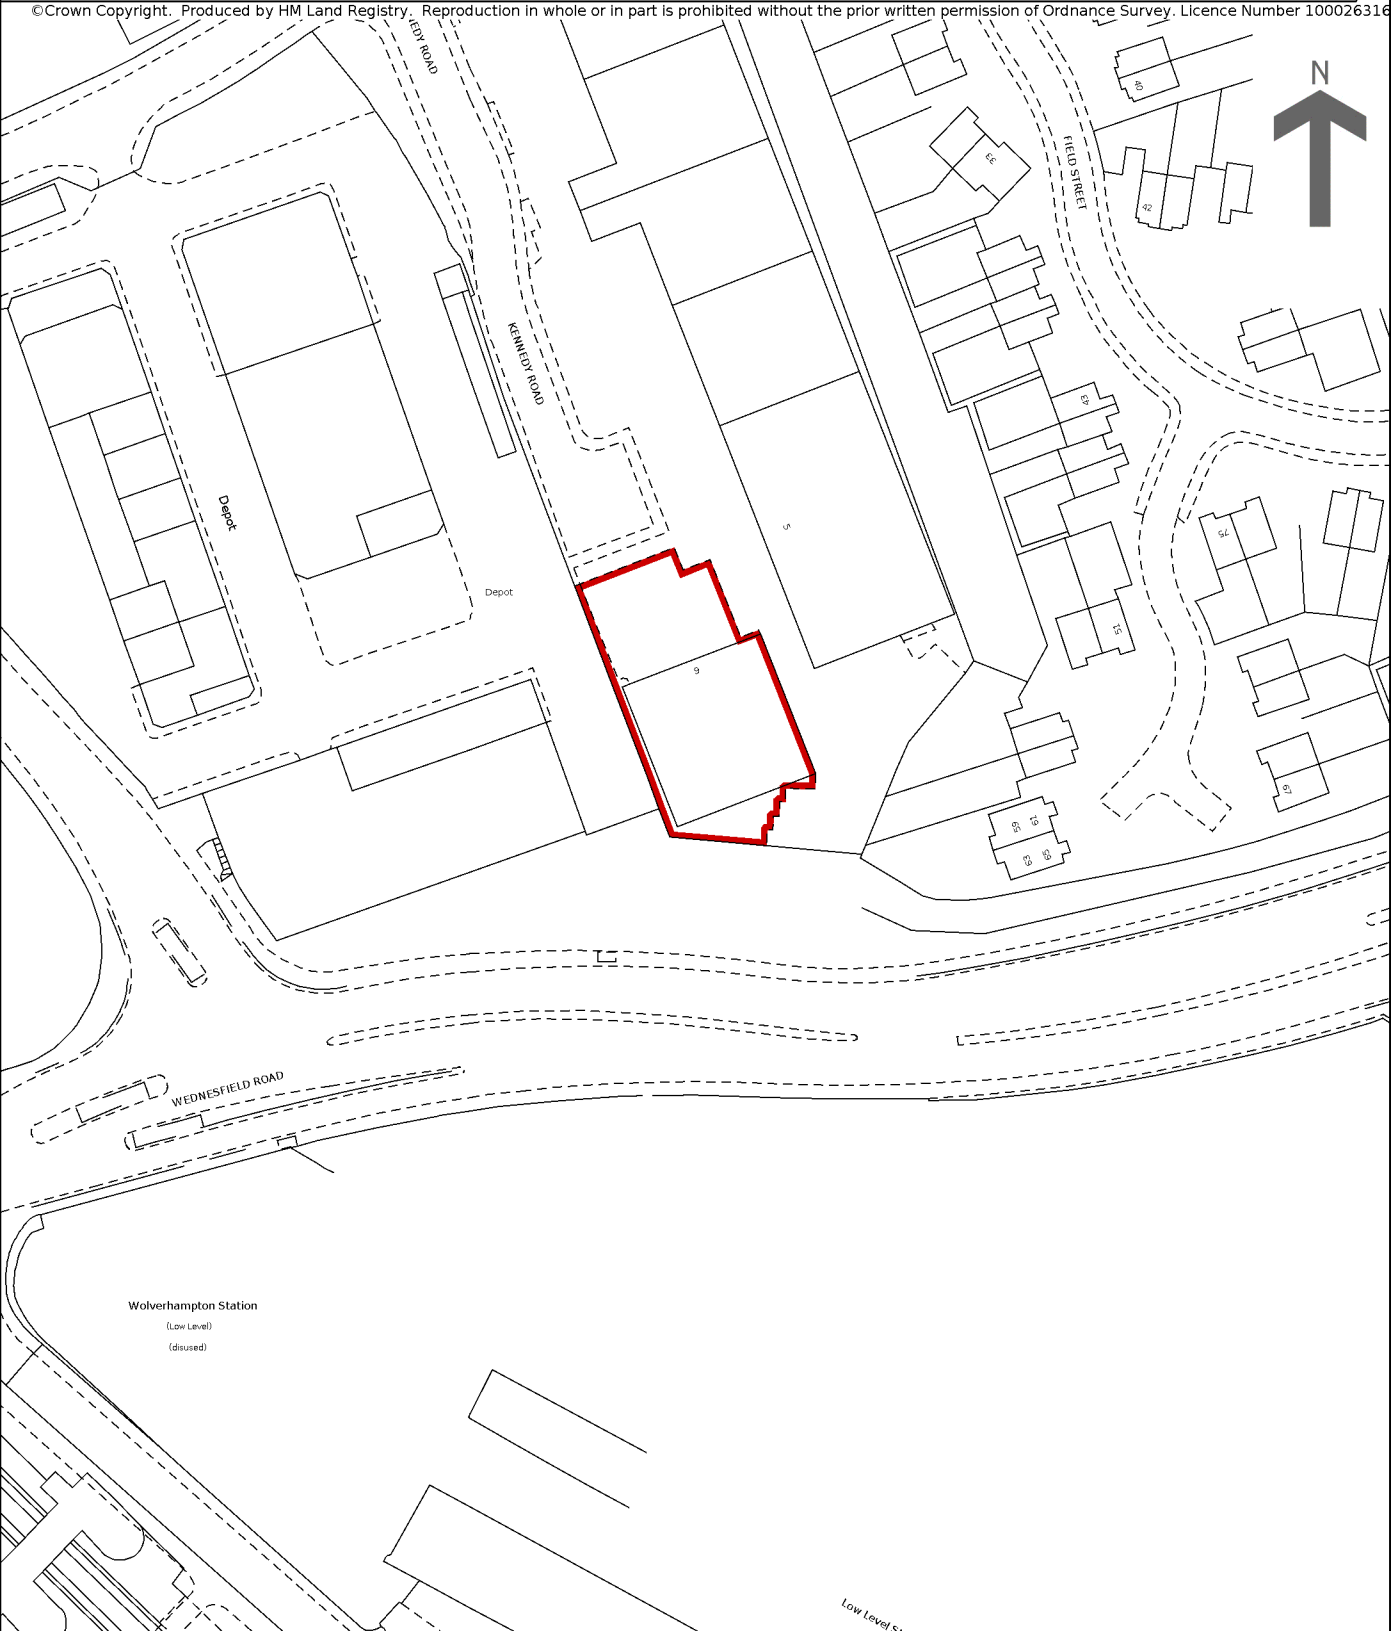 ©Crown Copyright. Produced by HM Land Registry. Reproduction in whole or in part is prohibited without the prior written permission of Ordnance Survey. Licence Number 100026316
N
EDY ROAD
40
FIELD STREET
33
42
KENNEDY ROAD
43
Depot
5
75
Depot
51
9
67
61
59
65
63
WEDNESFIELD ROAD
Wolverhampton Station
(Low Level)
(disused)
Low Level S